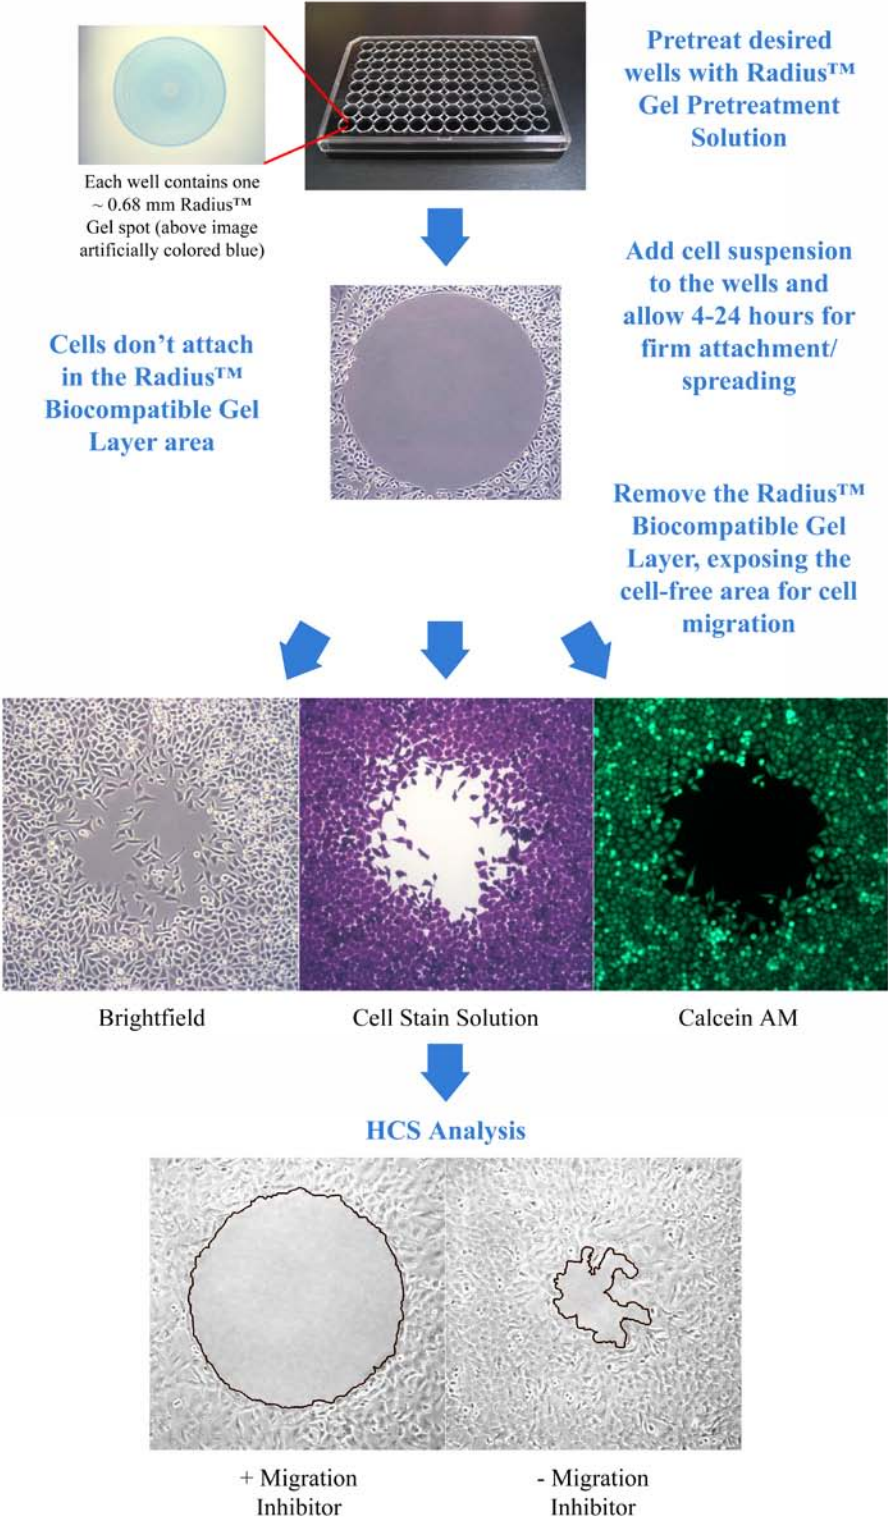 Pretreat desired
wells with Radius™
Gel Pretreatment
Solution
Each well contains one
~ 0.68 mm Radius™
Gel spot (above image
artificially colored blue)
Add cell suspension
to the wells and
allow 4-24 hours for
firm attachment/
spreading
Cells don’t attach
in the Radius™
Biocompatible Gel
Layer area
Remove the Radius™
Biocompatible Gel
Layer, exposing the
cell-free area for cell
migration
Brightfield
Cell Stain Solution
Calcein AM
HCS Analysis
+ Migration
Inhibitor
- Migration
Inhibitor